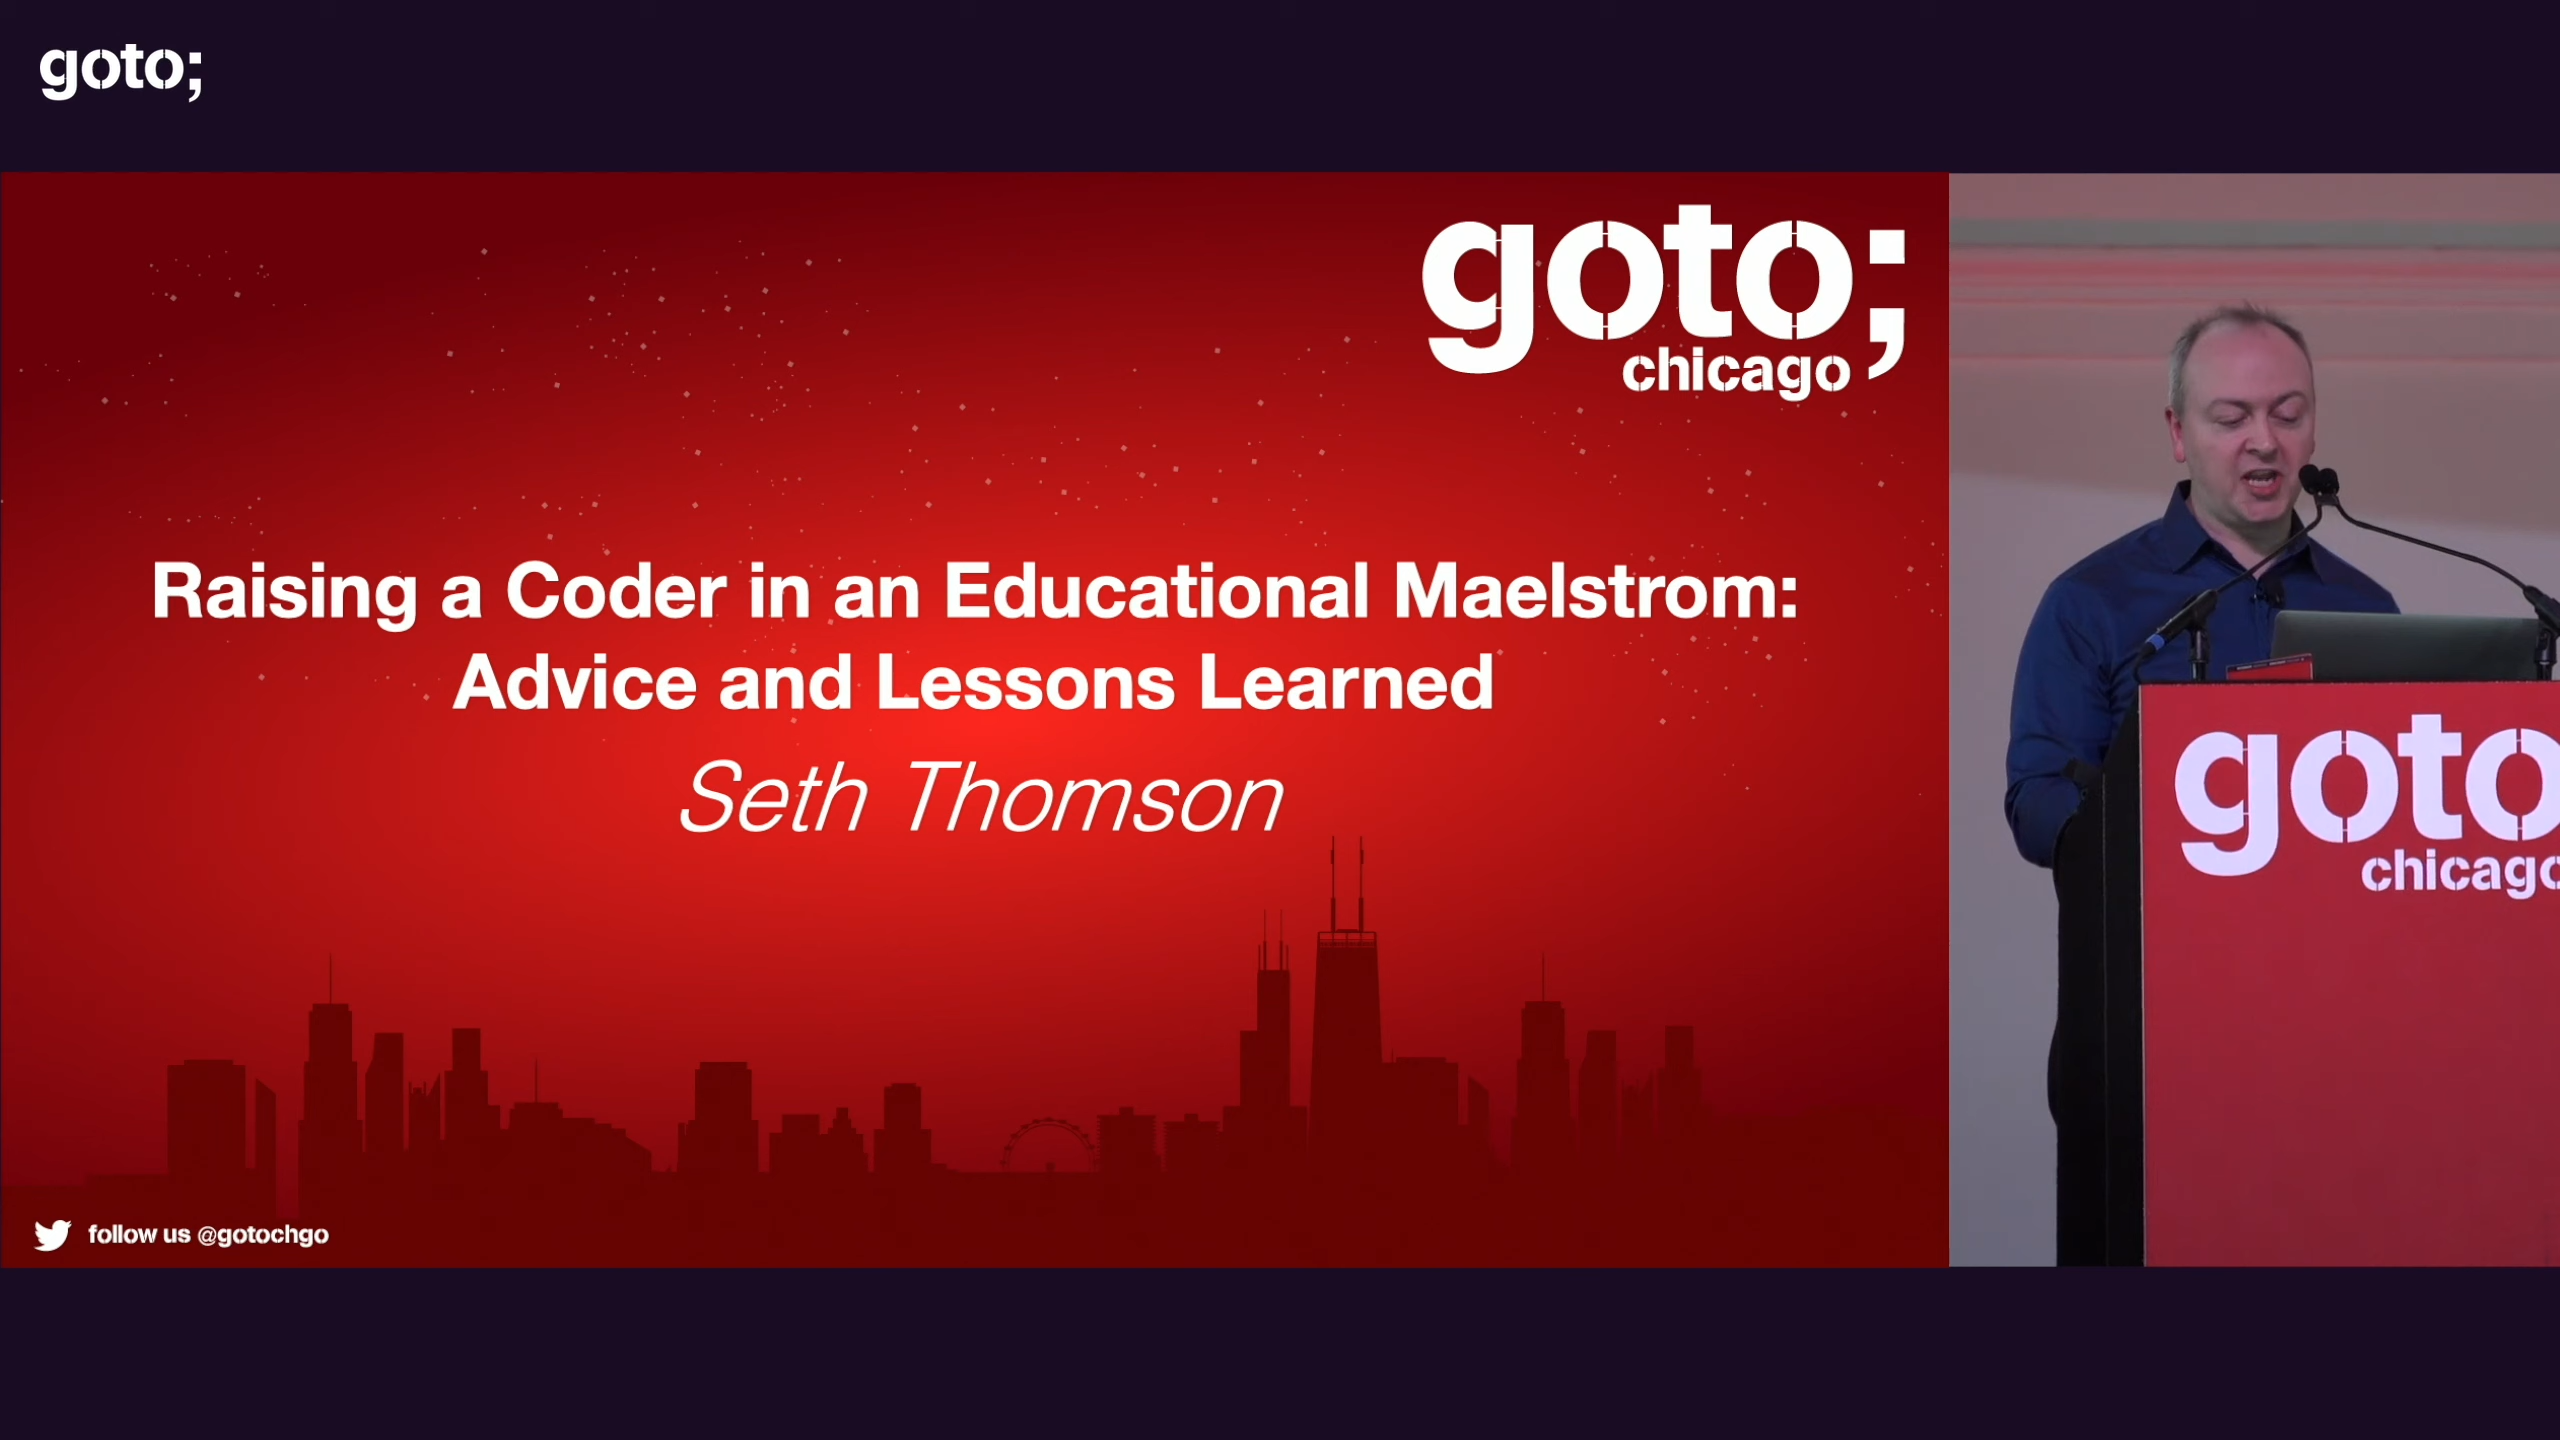 goto;
goto;
chicago
Raising a Coder in an Educational Maelstrom:
Advice and Lessons Learned
Seth Thomson
follow us @gotochgo
goto
chicago